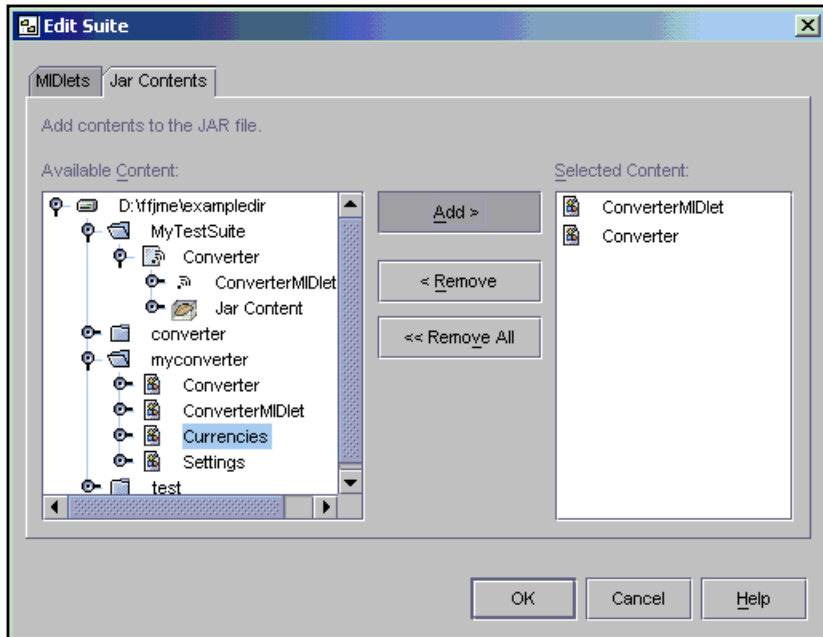 Edit Suite
MIDlets
Jar Contents
Add contents to the JAR file.
Available Content:
D:\ffjme\exampledir
MyTestSuite
Converter
ConverterMIDlet
Jar Content
converter
myconverter
Converter
ConverterMIDlet
Currencies
Settings
test
Add >
< Remove
<< Remove All
Selected Content:
ConverterMIDlet
Converter
OK
Cancel
Help